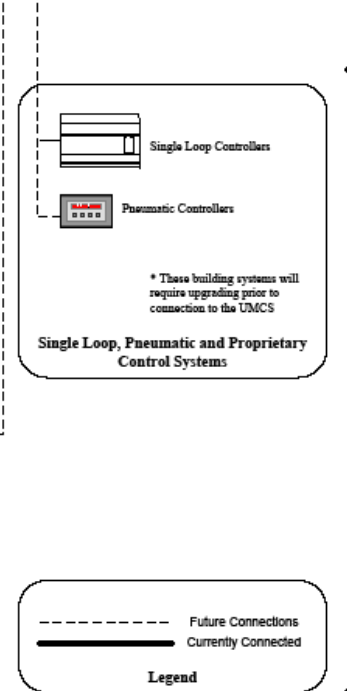 Single Loop Controllers
Pneumatic Controllers
* These building systems will
require upgrading prior to
connection to the UMCS
Single Loop, Pneumatic and Proprietary
Control Systems
Future Connections
Currently Connected
Legend